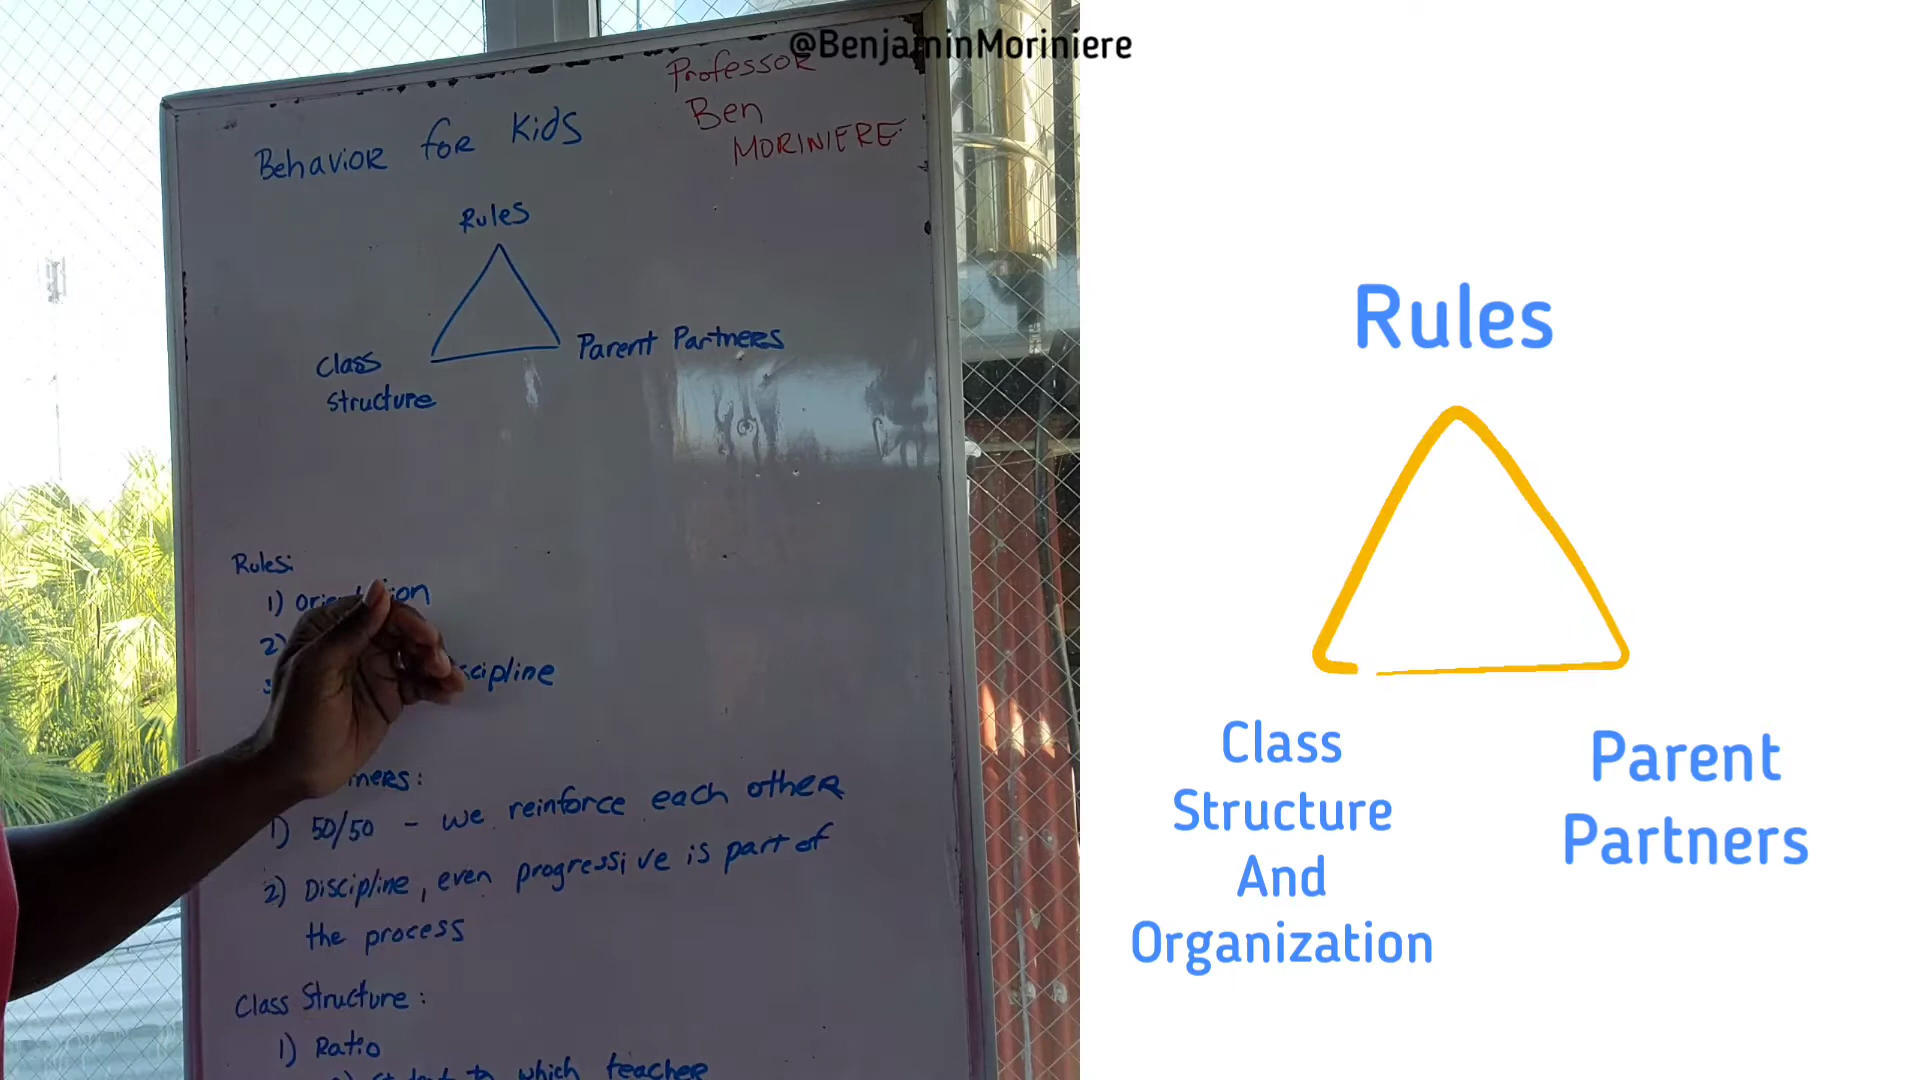 @BenjaminMoriniere
Professor
Ben
MORINIERE
Behavior for Kids
Rules
Parent Partners
Class
Structure
Rules:
1)
2)
1) 50/50 - we reinforce each other
2) Discipline, even progressive is part of
the process
Class Structure:
1) Ratio
which teacher
Rules
Class
Structure
And
Organization
Parent
Partners